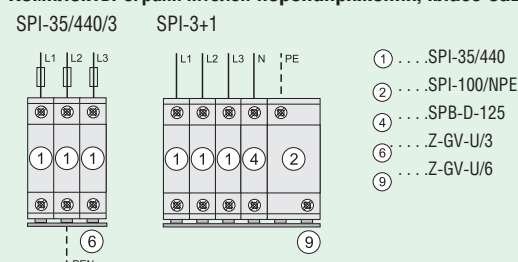 SPI-35/440/3 SPI-3+1
L1 L2 L3 L1 L2 L3 N PE
1 . . . .SPI-35/440
2 . . . .SPI-100/NPE
4 . . . .SPB-D-125
6 . . . .Z-GV-U/3
9 . . . .Z-GV-U/6
1 1 1 1 1 1 4 2
6 9
PEN